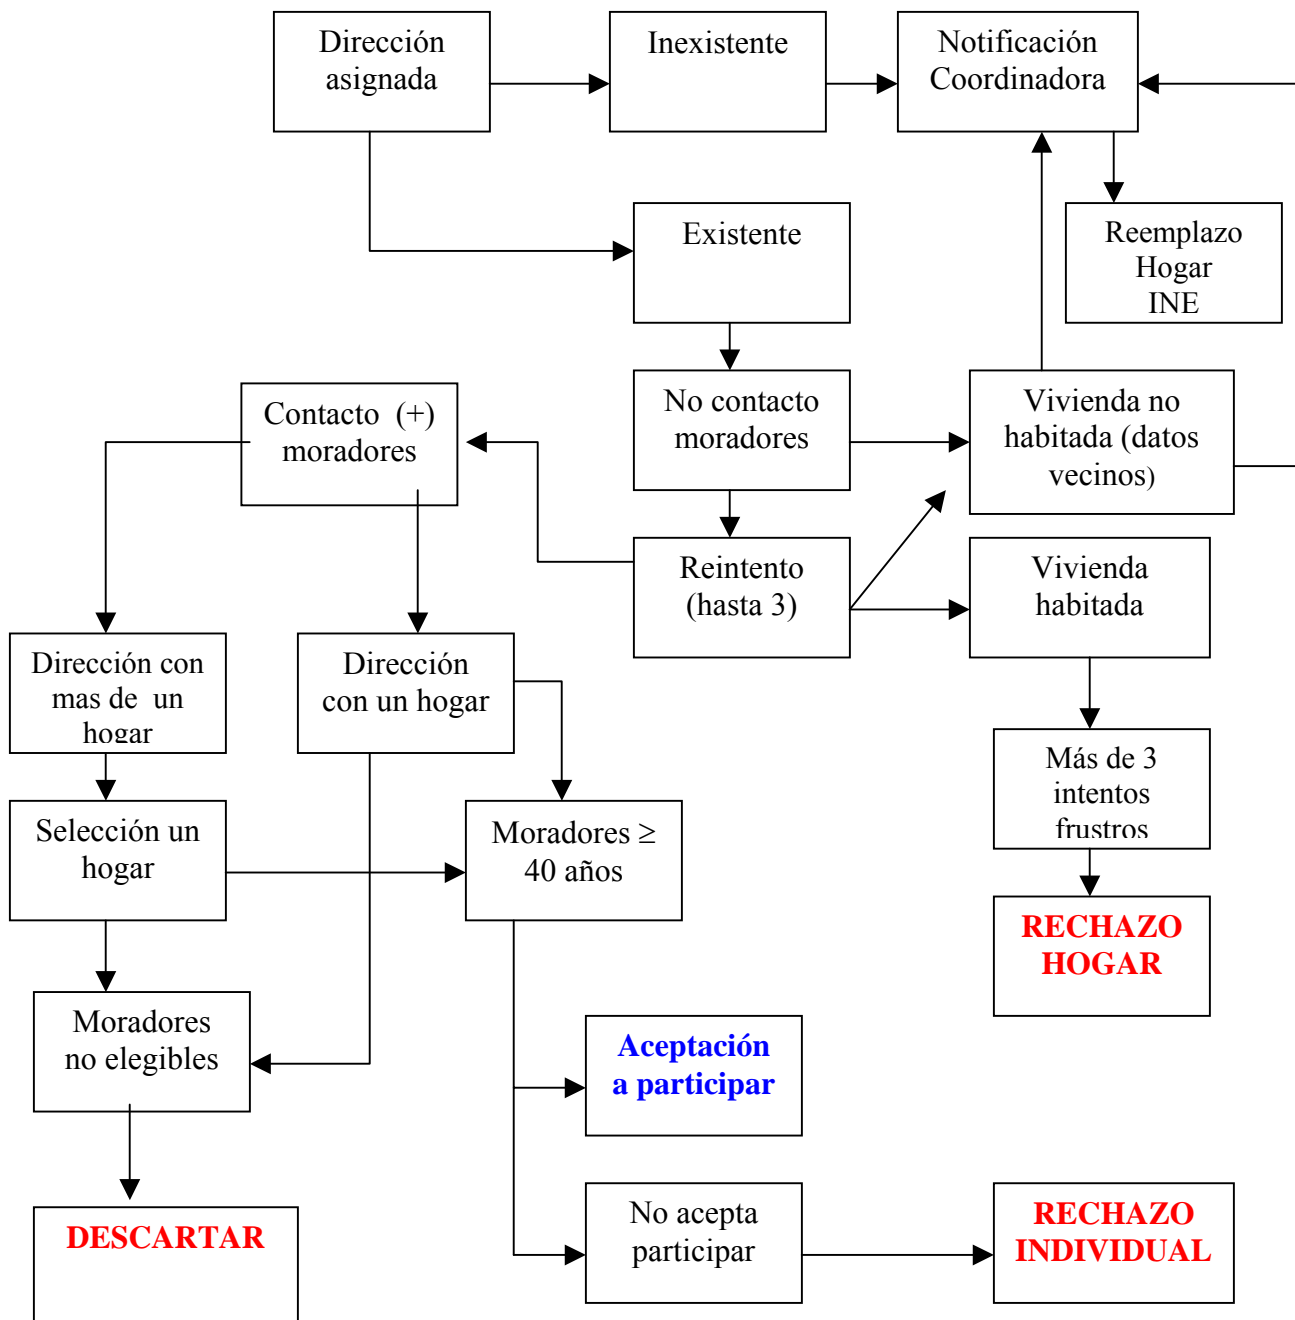 Dirección
asignada
Inexistente
Notificación
Coordinadora
Existente
Reemplazo
Hogar
INE
Contacto (+)
moradores
No contacto
moradores
Vivienda no
habitada (datos
vecinos)
Reintento
(hasta 3)
Vivienda
habitada
Dirección con
mas de un
hogar
Dirección
con un hogar
Más de 3
intentos
frustros
Selección un
hogar
Moradores ≥
40 años
RECHAZO
HOGAR
Moradores
no elegibles
Aceptación
a participar
No acepta
participar
RECHAZO
INDIVIDUAL
DESCARTAR